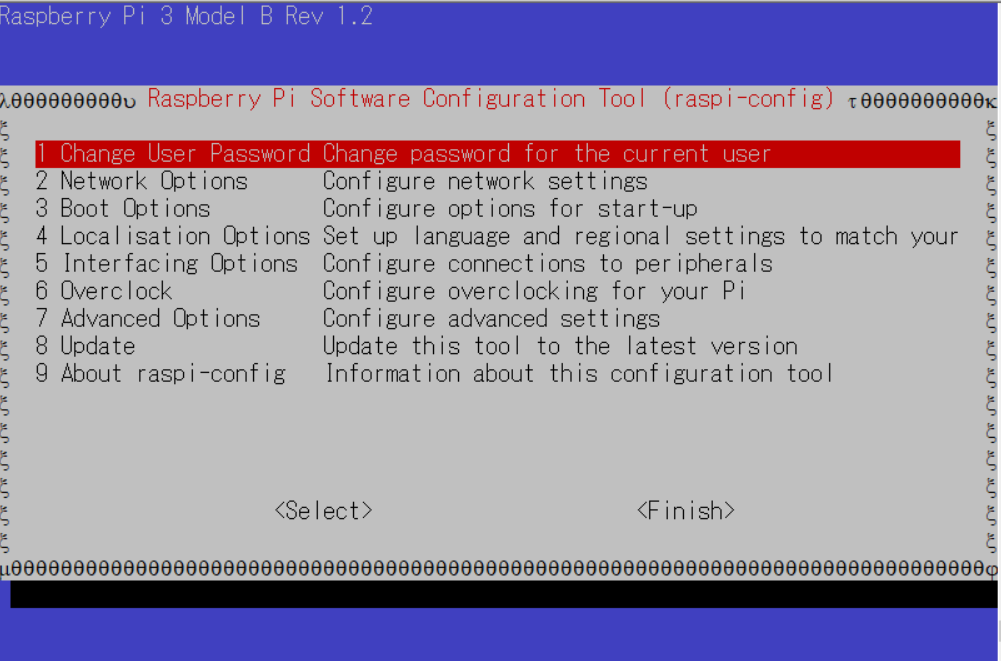 Raspberry Pi 3 Model B Rev 1.2
Raspberry Pi Software Configuration Tool (raspi-config)
1 Change User Password Change password for the current user
2 Network Options Configure network settings
3 Boot Options Configure options for start-up
4 Localisation Options Set up language and regional settings to match your
5 Interfacing Options Configure connections to peripherals
6 Overclock Configure overclocking for your Pi
7 Advanced Options Configure advanced settings
8 Update Update this tool to the latest version
9 About raspi-config Information about this configuration tool
<Select> <Finish>